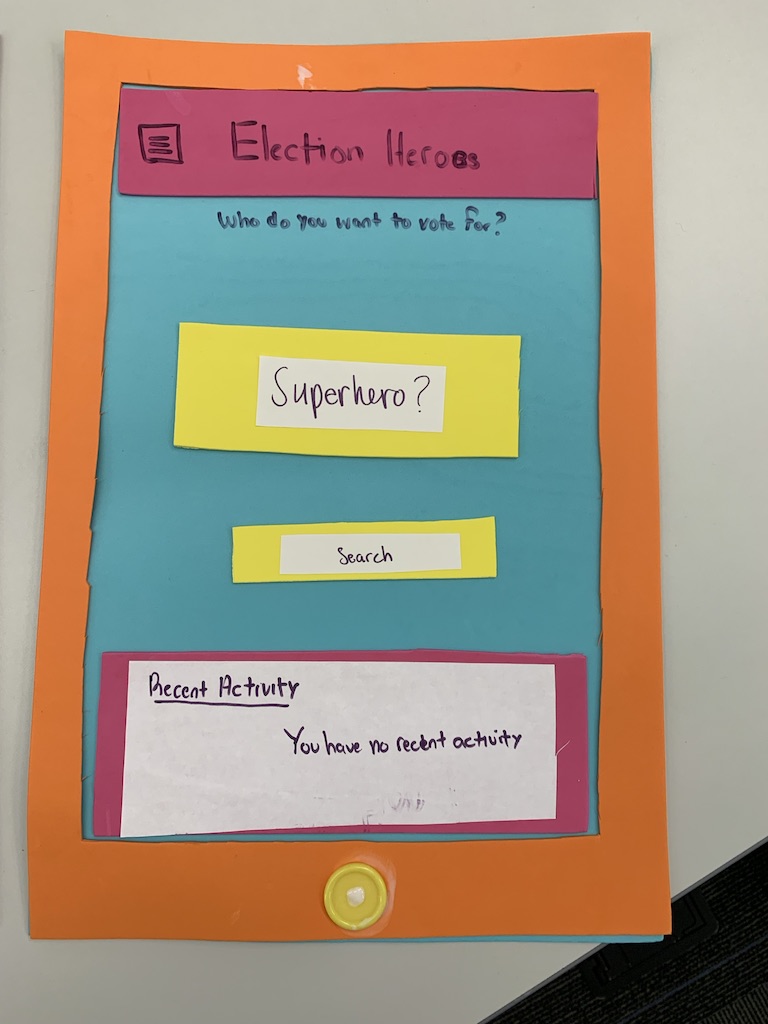 Election Heroes
Who do you want to vote for?
Superhero?
Search
Recent Activity
You have no recent activity